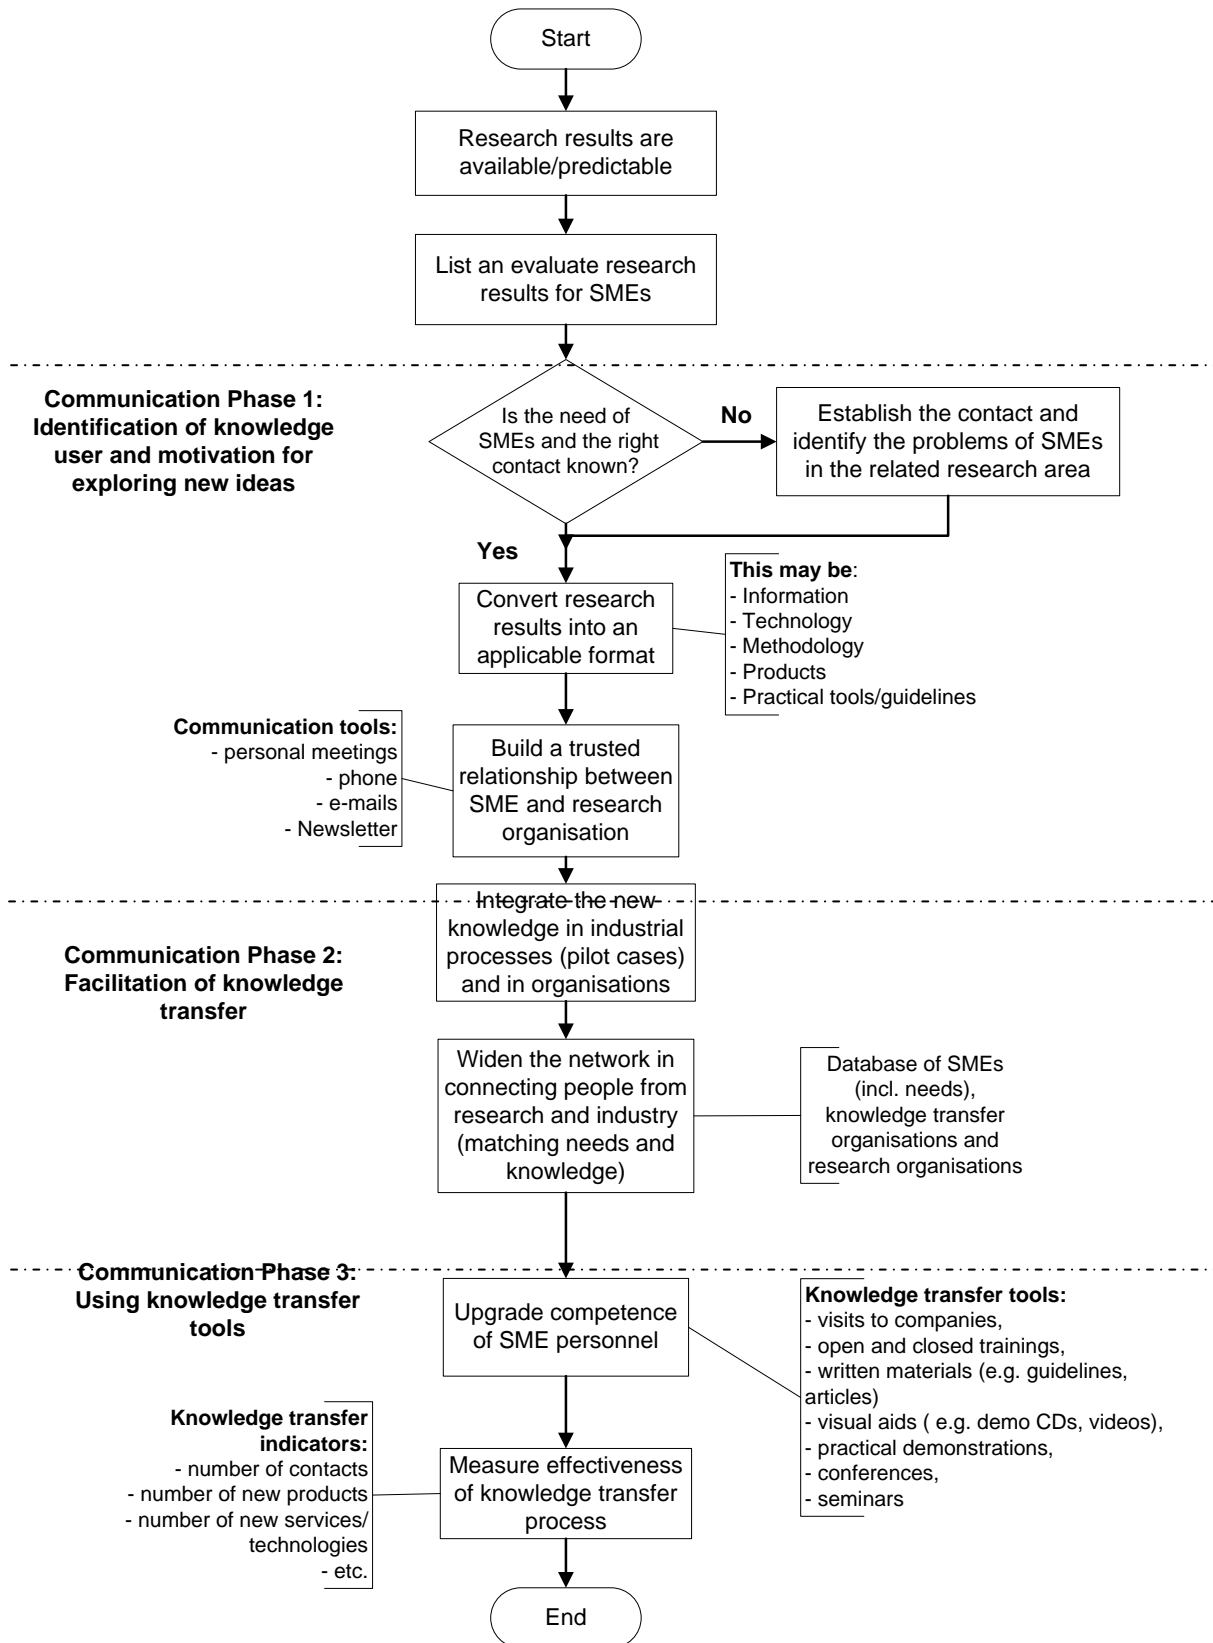 Start
Research results are
available/predictable
List an evaluate research
results for SMEs
Communication Phase 1:
Identification of knowledge
user and motivation for
exploring new ideas
Is the need of
SMEs and the right
contact known?
No
Establish the contact and
identify the problems of SMEs
in the related research area
Yes
Convert research
results into an
applicable format
This may be:
- Information
- Technology
- Methodology
- Products
- Practical tools/guidelines
Communication tools:
- personal meetings
- phone
- e-mails
- Newsletter
Build a trusted
relationship between
SME and research
organisation
Integrate the new
knowledge in industrial
processes (pilot cases)
and in organisations
Communication Phase 2:
Facilitation of knowledge
transfer
Widen the network in
connecting people from
research and industry
(matching needs and
knowledge)
Database of SMEs
(incl. needs),
knowledge transfer
organisations and
research organisations
Communication Phase 3:
Using knowledge transfer
tools
Upgrade competence
of SME personnel
Knowledge transfer tools:
- visits to companies,
- open and closed trainings,
- written materials (e.g. guidelines,
articles)
- visual aids ( e.g. demo CDs, videos),
- practical demonstrations,
- conferences,
- seminars
Knowledge transfer
indicators:
- number of contacts
- number of new products
- number of new services/
technologies
- etc.
Measure effectiveness
of knowledge transfer
process
End